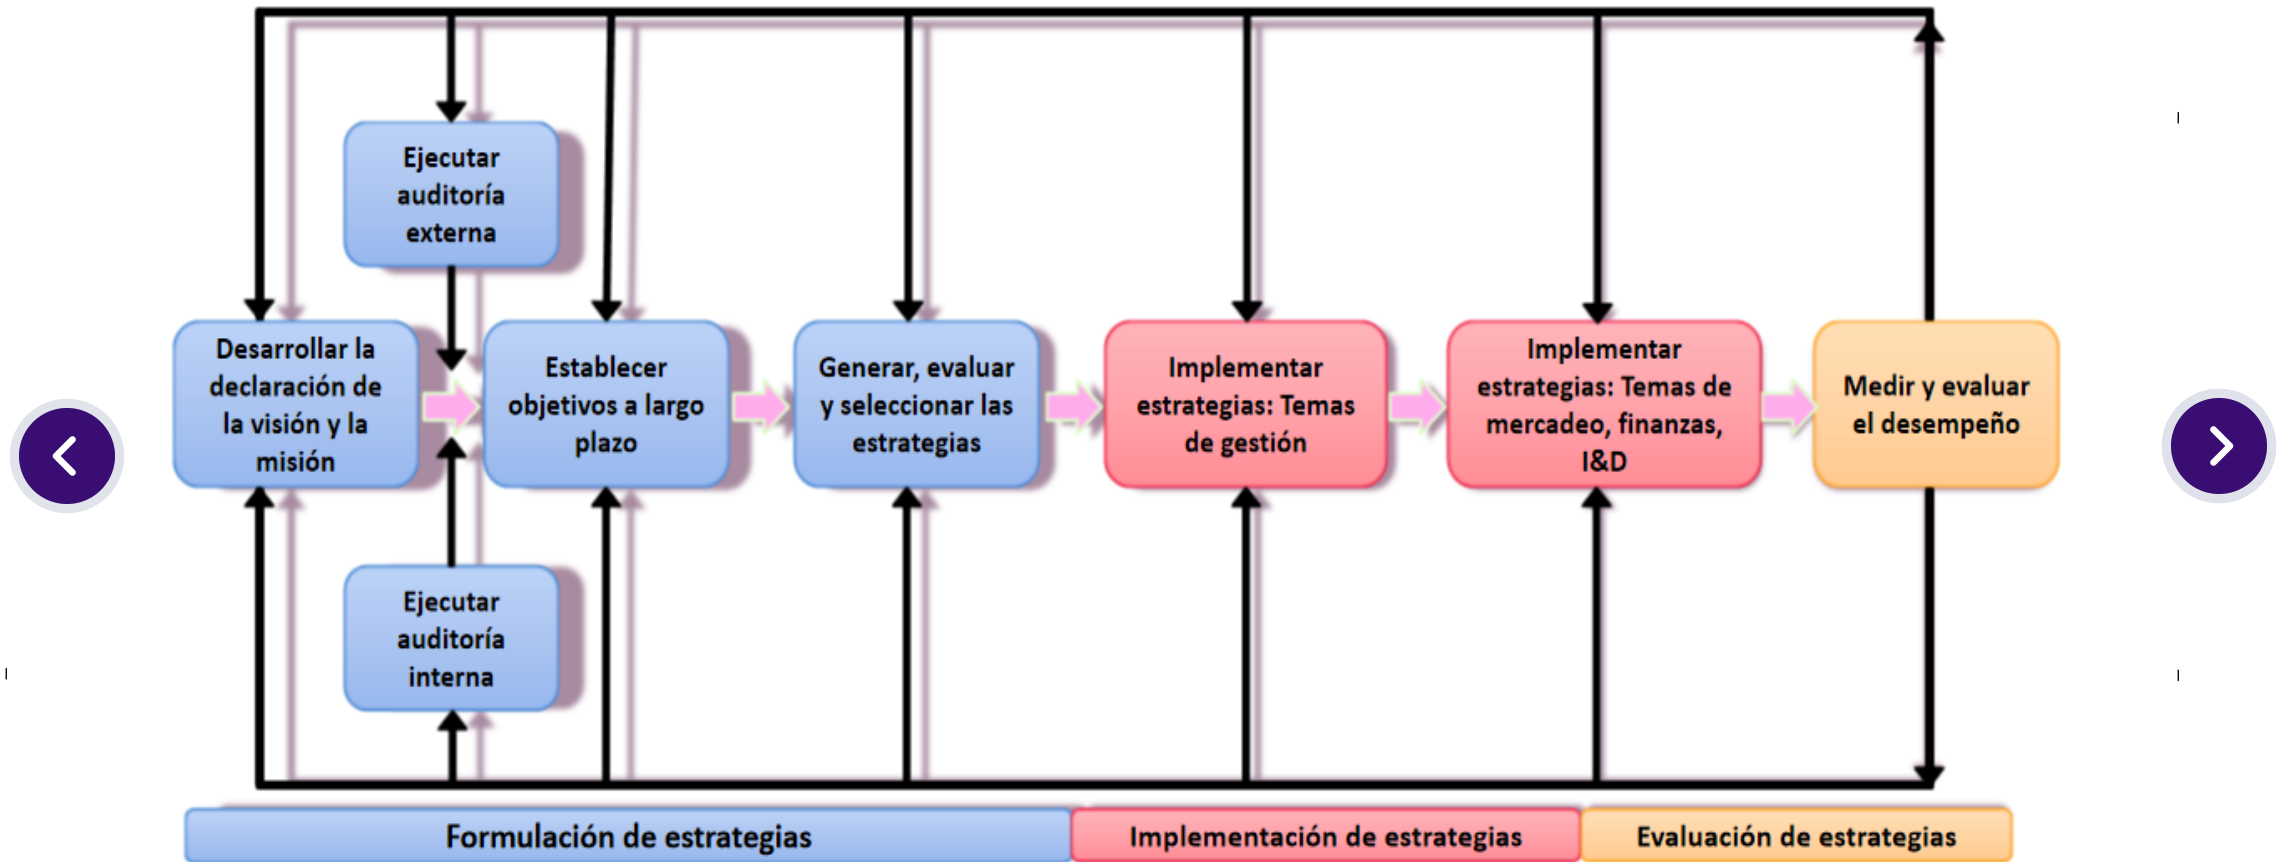 Ejecutar
auditoría
externa
Desarrollar la
declaración de
la visión y la
misión
Establecer
objetivos a largo
plazo
Generar, evaluar
y seleccionar las
estrategias
Implementar
estrategias: Temas
de gestión
Implementar
estrategias: Temas de
mercadeo, finanzas,
I&D
Medir y evaluar
el desempeño
Ejecutar
auditoría
interna
Formulación de estrategias
Implementación de estrategias
Evaluación de estrategias